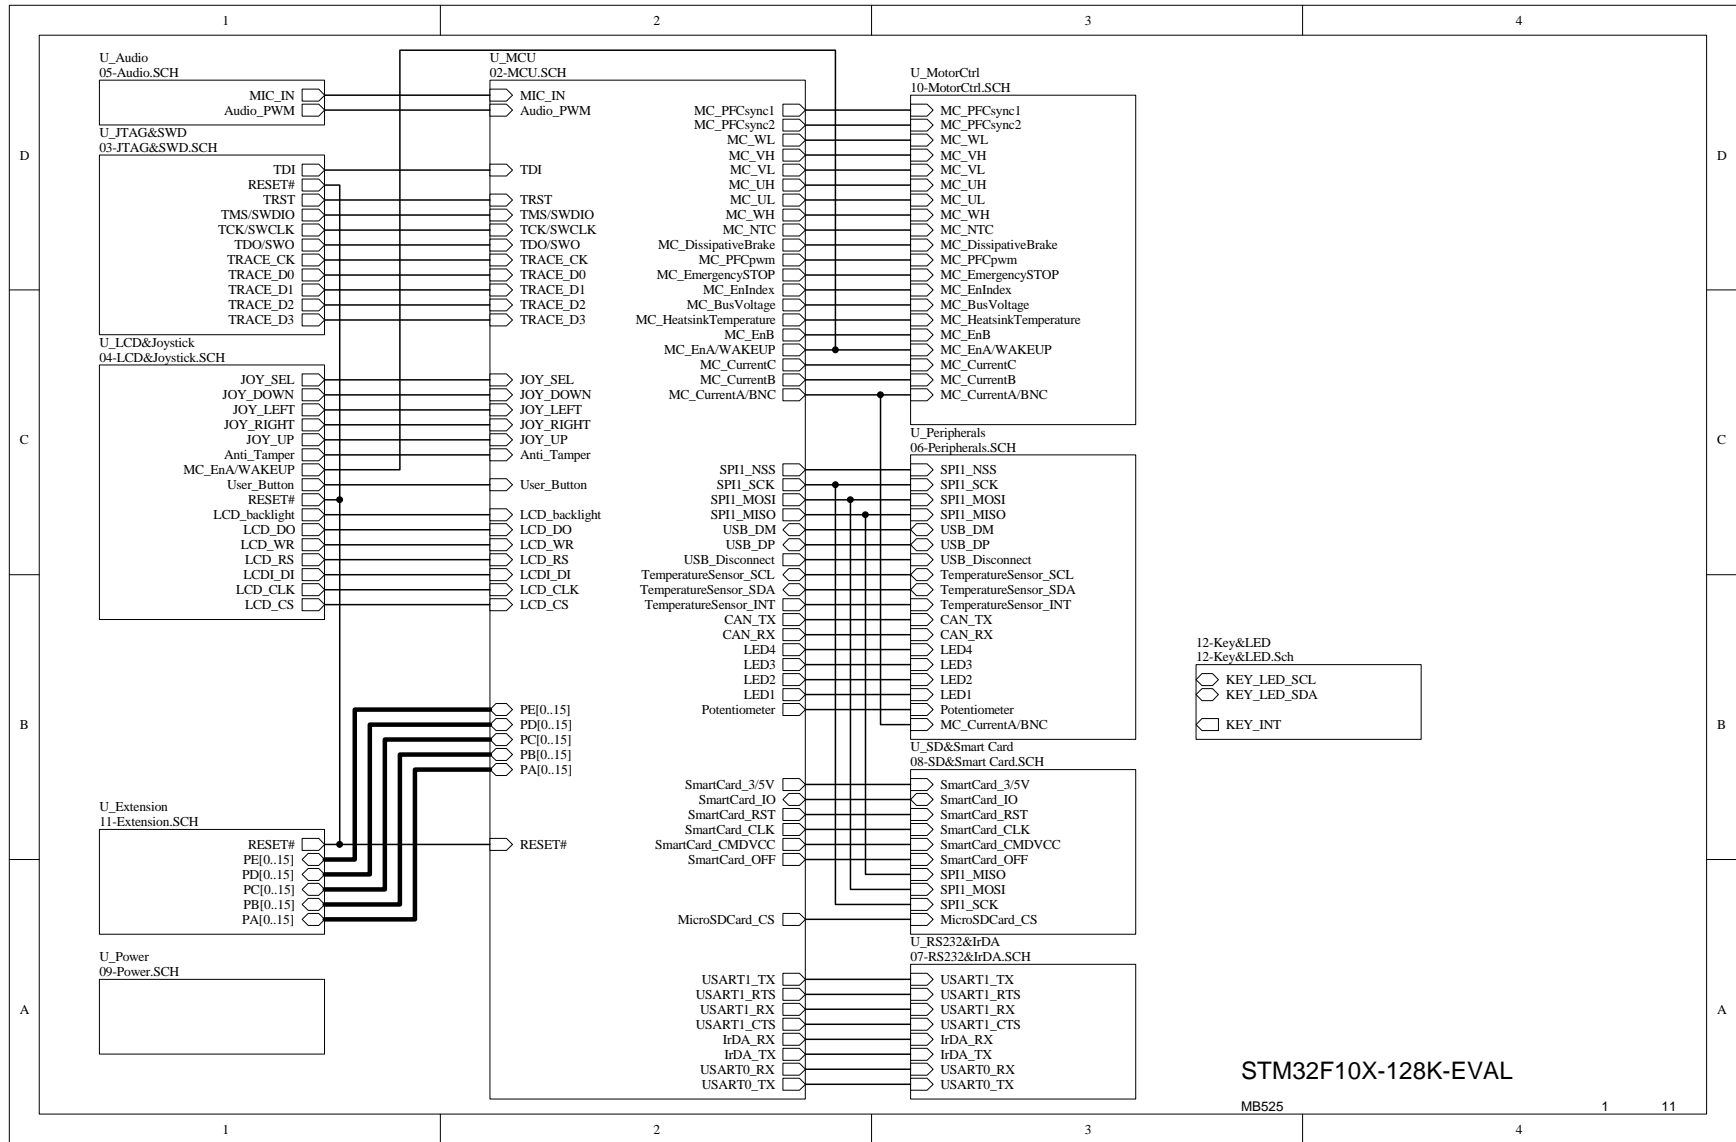 1 2 3 4
U_Audio
05-Audio.SCH
MIC_IN
Audio_PWM
U_JTAG&SWD
03-JTAG&SWD.SCH
TDI
RESET#
TRST
TMS/SWDIO
TCK/SWCLK
TDO/SWO
TRACE_CK
TRACE_D0
TRACE_D1
TRACE_D2
TRACE_D3
U_LCD&Joystick
04-LCD&Joystick.SCH
JOY_SEL
JOY_DOWN
JOY_LEFT
JOY_RIGHT
JOY_UP
Anti_Tamper
MC_EnA/WAKEUP
User_Button
RESET#
LCD_backlight
LCD_DO
LCD_WR
LCD_RS
LCDI_DI
LCD_CLK
LCD_CS
U_Extension
11-Extension.SCH
RESET#
PE[0..15]
PD[0..15]
PC[0..15]
PB[0..15]
PA[0..15]
U_Power
09-Power.SCH
U_MCU
02-MCU.SCH
MIC_IN
Audio_PWM
TDI
TRST
TMS/SWDIO
TCK/SWCLK
TDO/SWO
TRACE_CK
TRACE_D0
TRACE_D1
TRACE_D2
TRACE_D3
JOY_SEL
JOY_DOWN
JOY_LEFT
JOY_RIGHT
JOY_UP
Anti_Tamper
User_Button
LCD_backlight
LCD_DO
LCD_WR
LCD_RS
LCDI_DI
LCD_CLK
LCD_CS
PE[0..15]
PD[0..15]
PC[0..15]
PB[0..15]
PA[0..15]
RESET#
MC_PFCsync1
MC_PFCsync2
MC_WL
MC_VH
MC_VL
MC_UH
MC_UL
MC_WH
MC_NTC
MC_DissipativeBrake
MC_PFCpwm
MC_EmergencySTOP
MC_EnIndex
MC_BusVoltage
MC_HeatsinkTemperature
MC_EnB
MC_EnA/WAKEUP
MC_CurrentC
MC_CurrentB
MC_CurrentA/BNC
SPI1_NSS
SPI1_SCK
SPI1_MOSI
SPI1_MISO
USB_DM
USB_DP
USB_Disconnect
TemperatureSensor_SCL
TemperatureSensor_SDA
TemperatureSensor_INT
CAN_TX
CAN_RX
LED4
LED3
LED2
LED1
Potentiometer
SmartCard_3/5V
SmartCard_IO
SmartCard_RST
SmartCard_CLK
SmartCard_CMDVCC
SmartCard_OFF
MicroSDCard_CS
USART1_TX
USART1_RTS
USART1_RX
USART1_CTS
IrDA_RX
IrDA_TX
USART0_RX
USART0_TX
U_MotorCtrl
10-MotorCtrl.SCH
MC_PFCsync1
MC_PFCsync2
MC_WL
MC_VH
MC_VL
MC_UH
MC_UL
MC_WH
MC_NTC
MC_DissipativeBrake
MC_PFCpwm
MC_EmergencySTOP
MC_EnIndex
MC_BusVoltage
MC_HeatsinkTemperature
MC_EnB
MC_EnA/WAKEUP
MC_CurrentC
MC_CurrentB
MC_CurrentA/BNC
U_Peripherals
06-Peripherals.SCH
SPI1_NSS
SPI1_SCK
SPI1_MOSI
SPI1_MISO
USB_DM
USB_DP
USB_Disconnect
TemperatureSensor_SCL
TemperatureSensor_SDA
TemperatureSensor_INT
CAN_TX
CAN_RX
LED4
LED3
LED2
LED1
Potentiometer
MC_CurrentA/BNC
U_SD&Smart Card
08-SD&Smart Card.SCH
SmartCard_3/5V
SmartCard_IO
SmartCard_RST
SmartCard_CLK
SmartCard_CMDVCC
SmartCard_OFF
SPI1_MISO
SPI1_MOSI
SPI1_SCK
MicroSDCard_CS
U_RS232&IrDA
07-RS232&IrDA.SCH
USART1_TX
USART1_RTS
USART1_RX
USART1_CTS
IrDA_RX
IrDA_TX
USART0_RX
USART0_TX
12-Key&LED
12-Key&LED.Sch
KEY_LED_SCL
KEY_LED_SDA
KEY_INT
D D
C C
B B
A A
STM32F10X-128K-EVAL
MB525 1 11
1 2 3 4